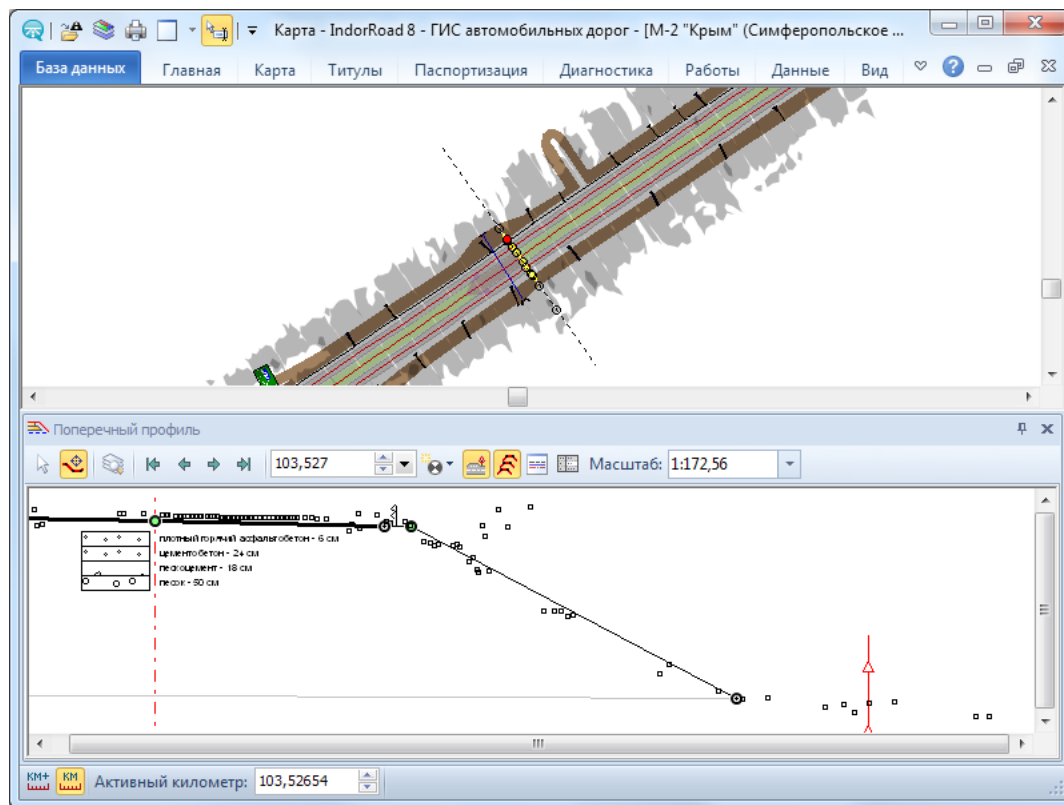 Карта - IndorRoad 8 - ГИС автомобильных дорог - [М-2 "Крым" (Симферопольское ...
База данных Главная Карта Титулы Паспортизация Диагностика Работы Данные Вид
Поперечный профиль
103,527 Масштаб: 1:172,56
плотный горячий асфальтобетон - 6 см
цементобетон - 24 см
пескоцемент - 18 см
песок - 50 см
КМ+ КМ Активный километр: 103,52654